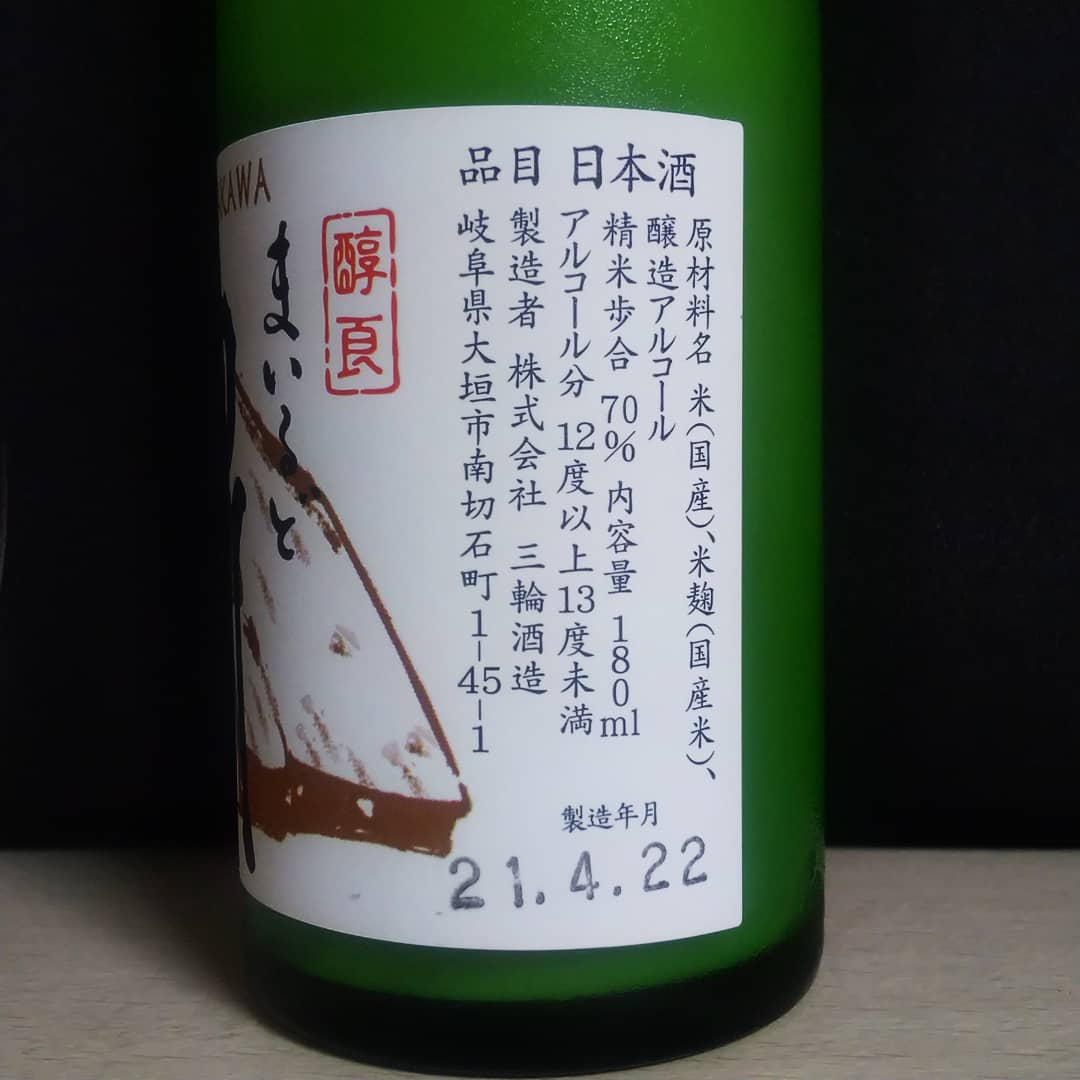 品目 日本酒
原材料名 米(国産)、米麹(国産米)、
醸造アルコール
精米歩合 70% 内容量 180ml
アルコール分 12度以上13度未満
製造者 株式会社 三輪酒造
岐阜県大垣市南切石町1-45-1
製造年月
21.4.22
醇良
まいるど
KAWA